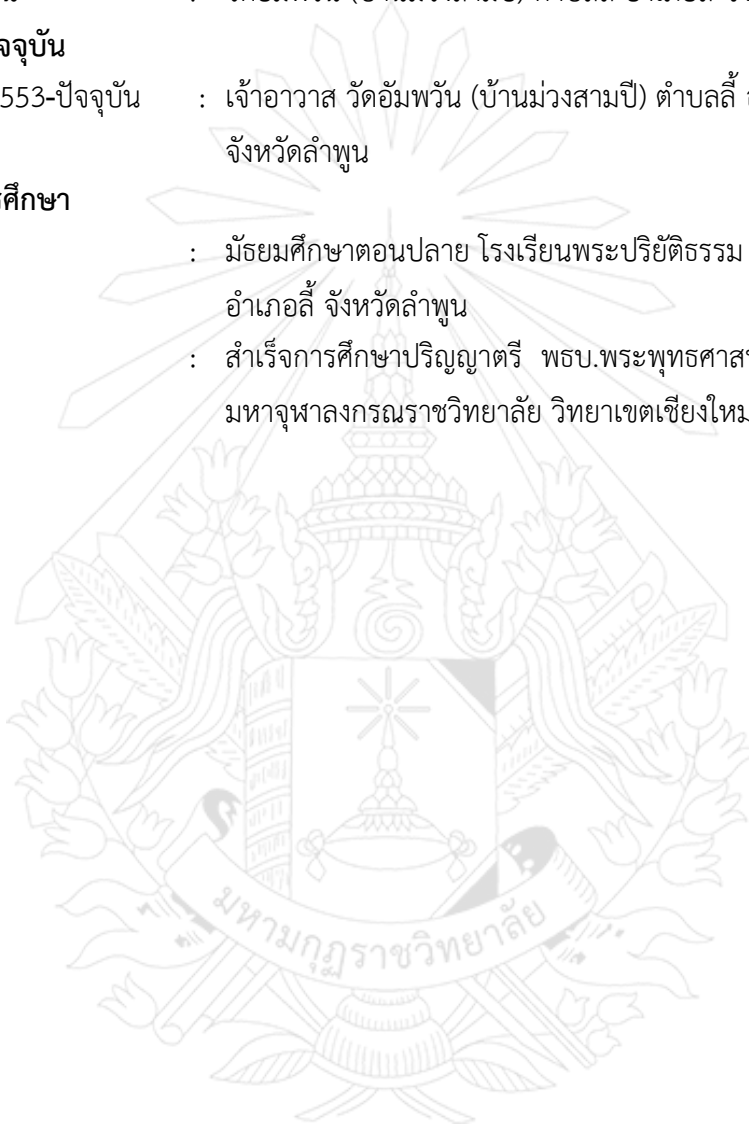 จจุบัน
553-ปัจจุบัน : เจ้าอาวาส วัดอัมพวัน (บ้านม่วงสามปี) ตำบลลี้
จังหวัดลำพูน
ศึกษา
: มัธยมศึกษาตอนปลาย โรงเรียนพระปริยัติธรรม
อำเภอลี้ จังหวัดลำพูน
: สำเร็จการศึกษาปริญญาตรี พธบ.พระพุทธศาส
มหาจุฬาลงกรณราชวิทยาลัย วิทยาเขตเชียงใหม
มหามกุฏราชวิทยาลัย